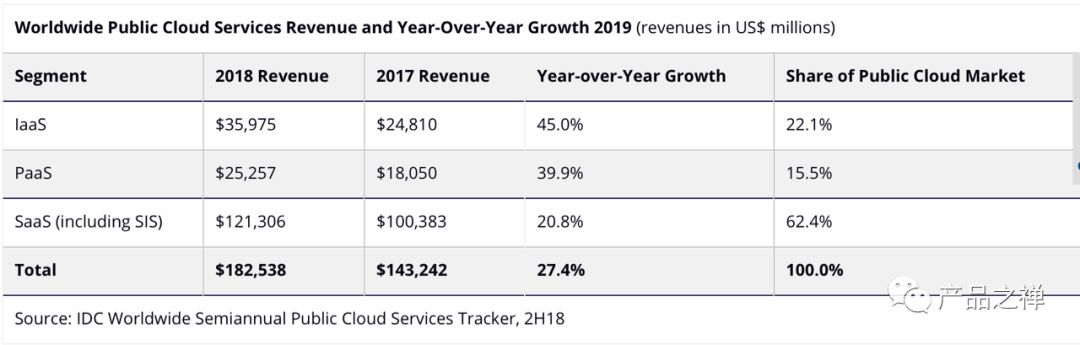 Worldwide Public Cloud Services Revenue and Year-Over-Year Growth 2019 (revenues in US$ millions)
Segment 2018 Revenue 2017 Revenue Year-over-Year Growth Share of Public Cloud Market
IaaS $35,975 $24,810 45.0% 22.1%
PaaS $25,257 $18,050 39.9% 15.5%
SaaS (including SIS) $121,306 $100,383 20.8% 62.4%
Total $182,538 $143,242 27.4% 100.0%
产品之禅
Source: IDC Worldwide Semiannual Public Cloud Services Tracker, 2H18